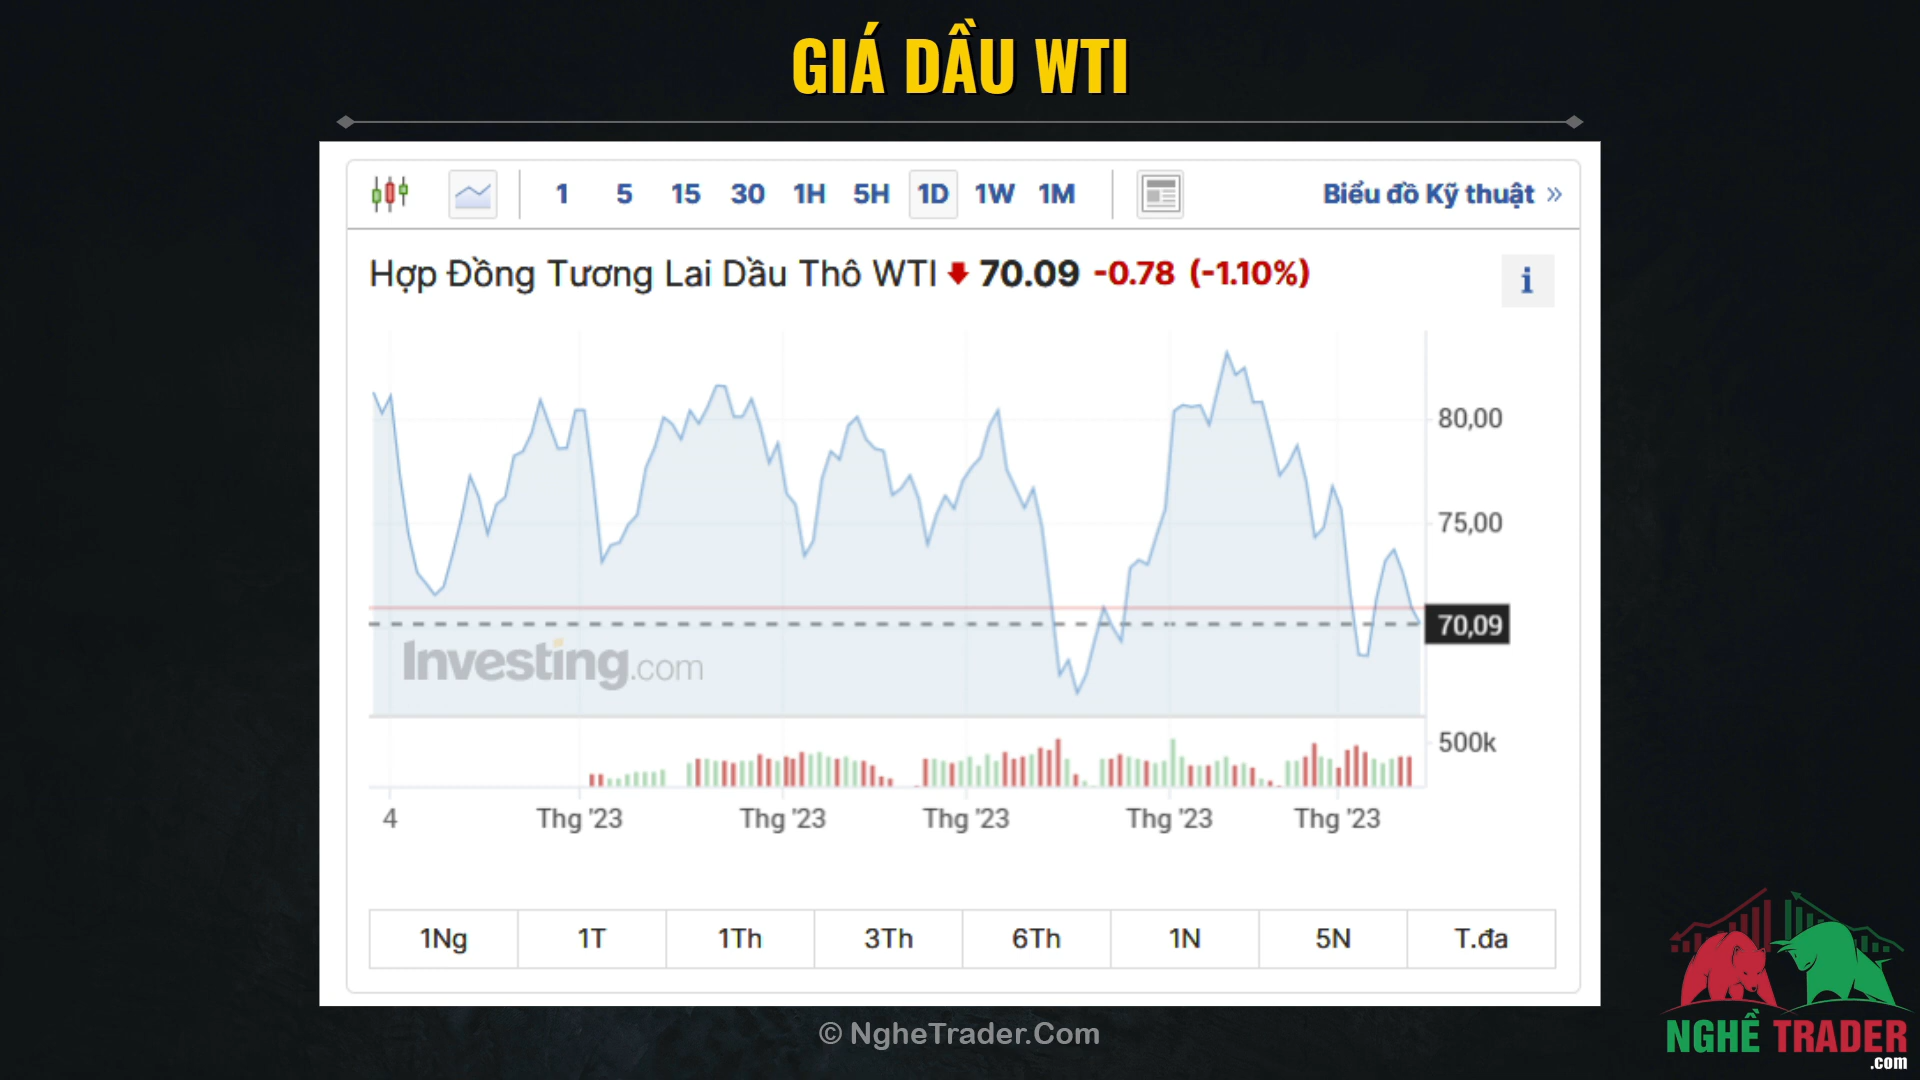 GIÁ DẦU WTI
1 5 15 30 1H 5H 1D 1W 1M Biểu đồ Kỹ thuật »
Hợp Đồng Tương Lai Dầu Thô WTI 70.09 -0.78 (-1.10%)
i
80,00
75,00
70,09
Investing.com
500k
4 Thg '23 Thg '23 Thg '23 Thg '23 Thg '23
1Ng 1T 1Th 3Th 6Th 1N 5N T.đa
© NgheTrader.Com
NGHỀ TRADER
.com